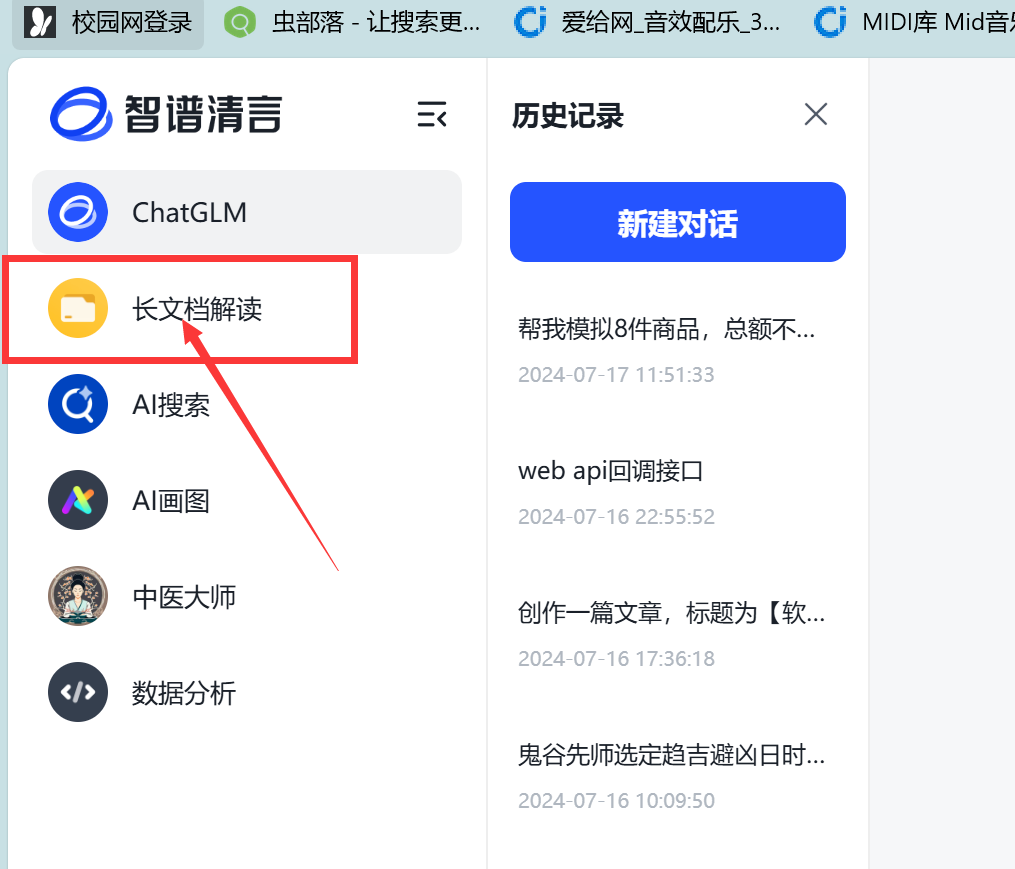 校园网登录
虫部落 - 让搜索更...
爱给网_音效配乐_3...
MIDI库 Mid音
智谱清言
ChatGLM
长文档解读
AI搜索
AI画图
中医大师
数据分析
历史记录
新建对话
帮我模拟8件商品，总额不...
2024-07-17 11:51:33
web api回调接口
2024-07-16 22:55:52
创作一篇文章，标题为【软...
2024-07-16 17:36:18
鬼谷先师选定趋吉避凶日时...
2024-07-16 10:09:50